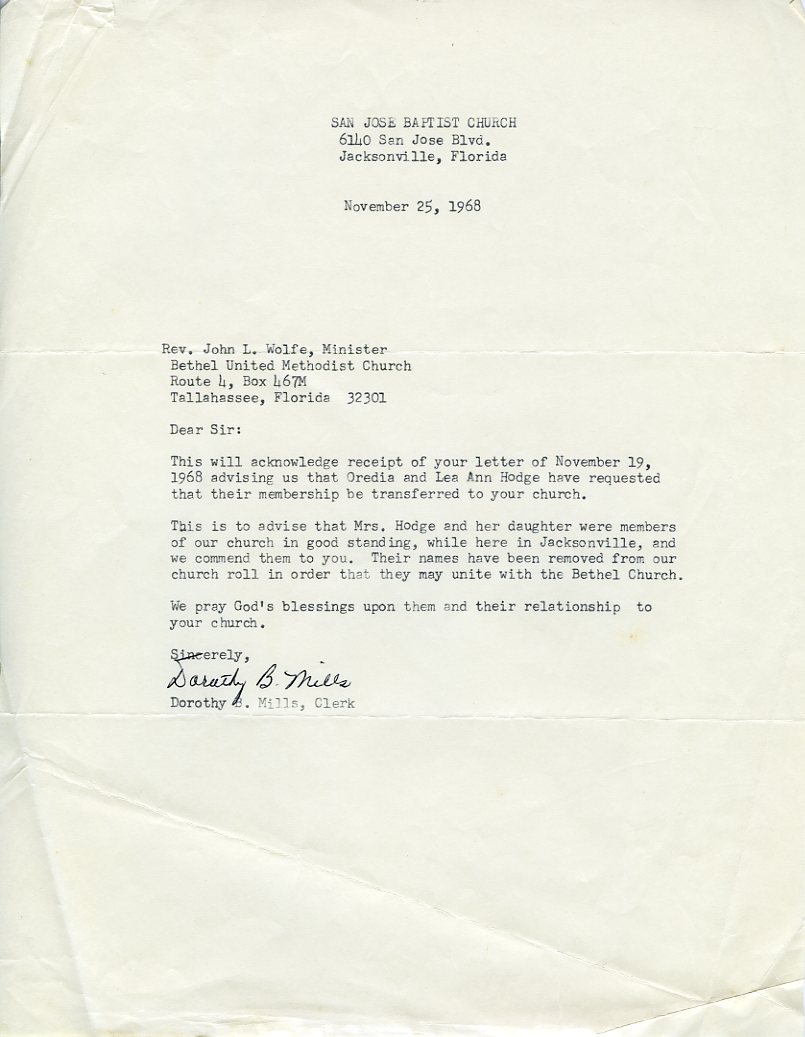 SAN JOSE BAPTIST CHURCH
6140 San Jose Blvd.
Jacksonville, Florida
November 25, 1968
Rev. John L. Wolfe, Minister
Bethel United Methodist Church
Route 4, Box 467M
Tallahassee, Florida 32301
Dear Sir:
This will acknowledge receipt of your letter of November 19,
1968 advising us that Oredia and Lea Ann Hodge have requested
that their membership be transferred to your church.
This is to advise that Mrs. Hodge and her daughter were members
of our church in good standing, while here in Jacksonville, and
we commend them to you. Their names have been removed from our
church roll in order that they may unite with the Bethel Church.
We pray God's blessings upon them and their relationship to
your church.
Sincerely,
Dorothy B. Mills
Dorothy B. Mills, Clerk